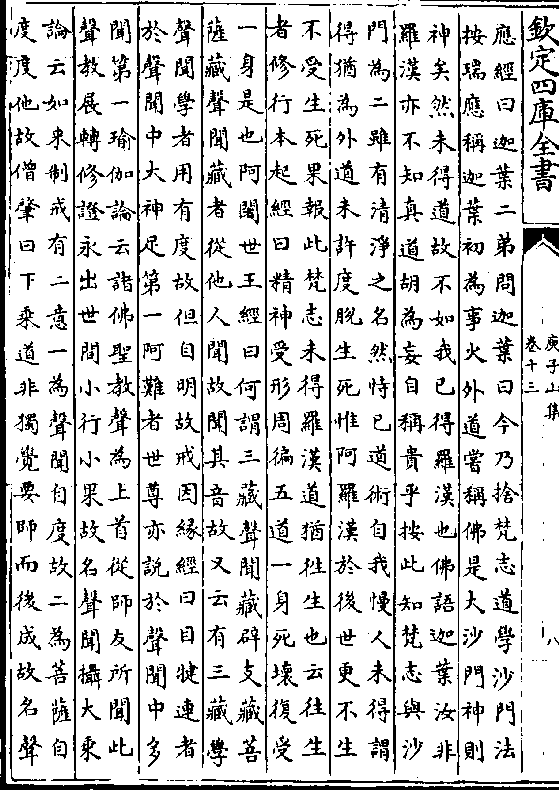 欽定四庫全書
庾子山集
卷十三
八
應經曰迦葉二弟問迦葉曰今乃捨梵志道學沙門法
按瑞應稱迦葉初為事火外道嘗稱佛是大沙門神則
神矣然未得道故不如我已得羅漢也佛語迦葉汝非
羅漢亦不知真道胡為妄自稱貴乎按此知梵志與沙
門為二雖有清淨之名然恃已道術自我慢人未得謂
得猶為外道未許度脫生死惟阿羅漢於後世更不生
不受生死果報此梵志未得羅漢道猶徃生也云徃生
者修行本起經曰精神受形周徧五道一身死壞復受
一身是也阿闍世王經曰何謂三藏聲聞藏辟支藏菩
薩藏聲聞藏者從他人聞故聞其音故又云有三藏學
聲聞學者用有度故但自明故戒因緣經曰目犍連者
於聲聞中大神足第一阿難者世尊亦説於聲聞中多
聞第一瑜伽論云諸佛聖教聲為上首從師友所聞此
聲教展轉修證永出世間小行小果故名聲聞攝大乘
論云如來制戒有二意一為聲聞自度故二為菩薩自
度度他故僧肇曰下乘道非獨覺要師而後成故名聲